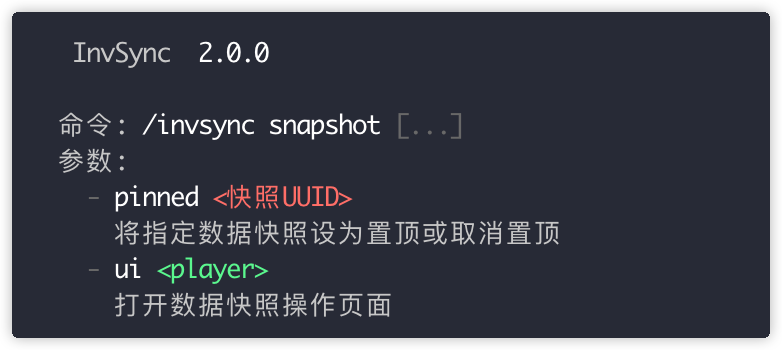 InvSync 2.0.0
命令: /invsync snapshot [...]
参数:
- pinned <快照UUID>
将指定数据快照设为置顶或取消置顶
- ui <player>
打开数据快照操作页面